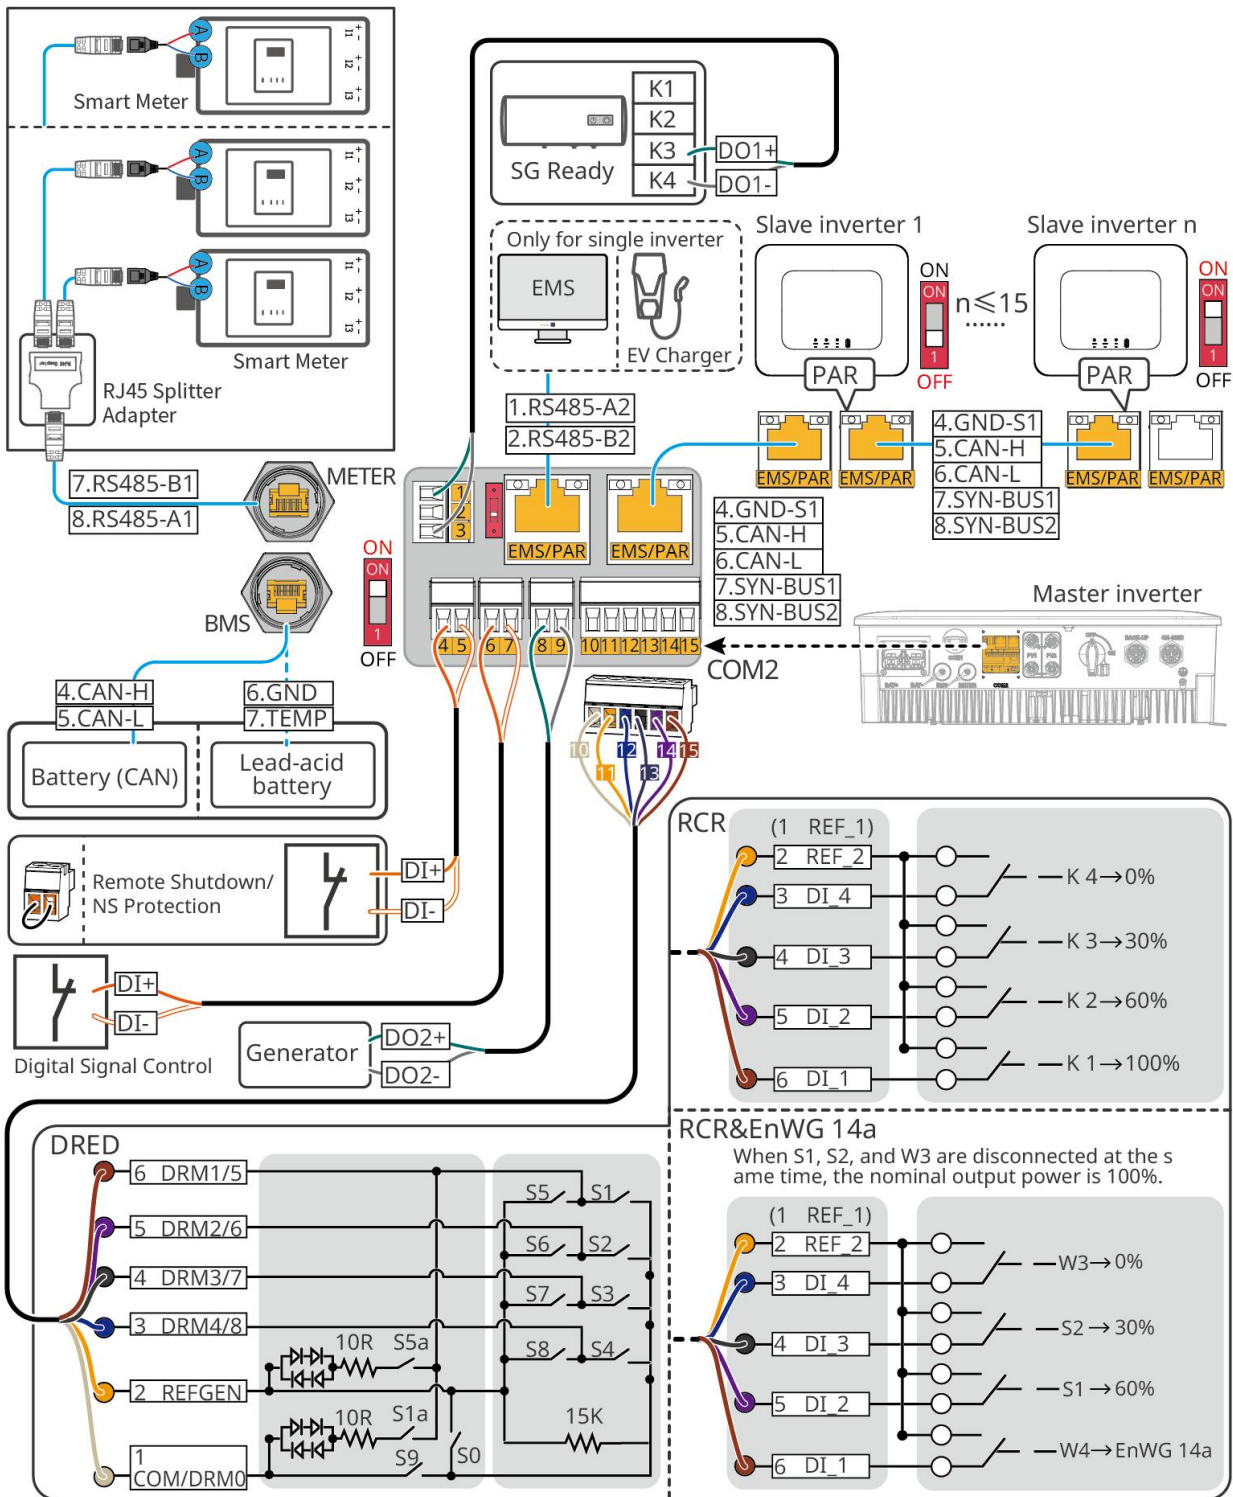 A
B
I1
I2
I3
Smart Meter
A
B
I1
I2
I3
A
B
I1
I2
I3
Smart Meter
RJ45 Splitter
Adapter
7.RS485-B1
8.RS485-A1
METER
BMS
K1
K2
K3
K4
SG Ready
DO1+
DO1-
Only for single inverter
EMS
EV Charger
1.RS485-A2
2.RS485-B2
Slave inverter 1
Slave inverter n
ON
ON
1
OFF
n≤15
......
ON
ON
1
OFF
PAR
PAR
EMS/PAR
EMS/PAR
EMS/PAR
EMS/PAR
4.GND-S1
5.CAN-H
6.CAN-L
7.SYN-BUS1
8.SYN-BUS2
1
2
3
EMS/PAR
EMS/PAR
4.GND-S1
5.CAN-H
6.CAN-L
7.SYN-BUS1
8.SYN-BUS2
ON
ON
1
OFF
4 5 6 7 8 9 10 11 12 13 14 15
COM2
Master inverter
4.CAN-H
5.CAN-L
6.GND
7.TEMP
Battery (CAN)
Lead-acid
battery
10
11
12
13
14
15
Remote Shutdown/
NS Protection
DI+
DI-
DI+
DI-
Digital Signal Control
Generator
DO2+
DO2-
RCR
(1 REF_1)
2 REF_2
3 DI_4
4 DI_3
5 DI_2
6 DI_1
K 4→0%
K 3→30%
K 2→60%
K 1→100%
RCR&EnWG 14a
When S1, S2, and W3 are disconnected at the s
ame time, the nominal output power is 100%.
(1 REF_1)
2 REF_2
3 DI_4
4 DI_3
5 DI_2
6 DI_1
W3→0%
S2→30%
S1→60%
W4→EnWG 14a
DRED
6 DRM1/5
5 DRM2/6
4 DRM3/7
3 DRM4/8
2 REFGEN
1
COM/DRM0
S5 S1
S6 S2
S7 S3
S8 S4
10R S5a
10R S1a
S9
S0
15K